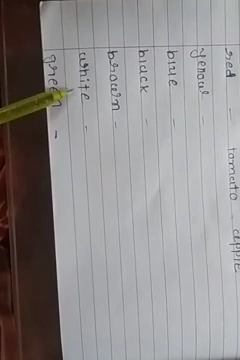 red - tomato - apple
yellow
blue -
black -
brown -
white -
green -